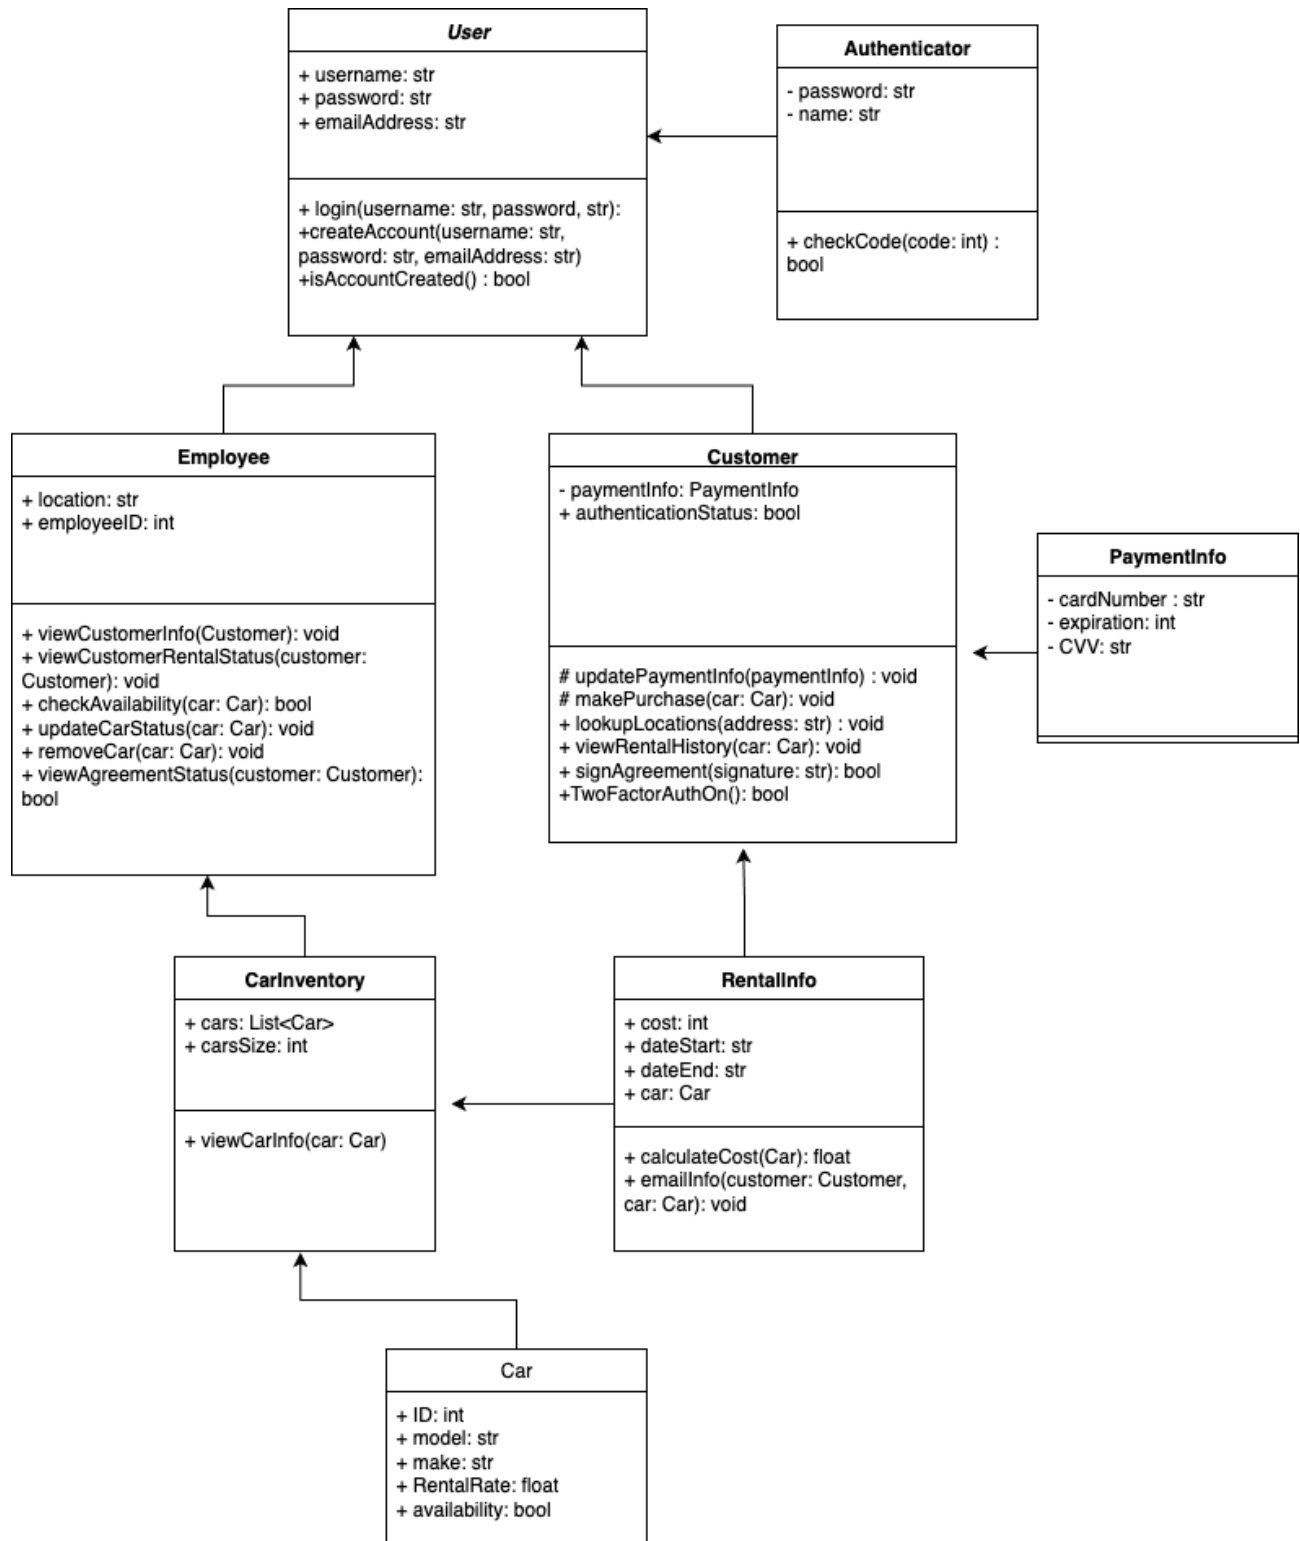 User
+ username: str
+ password: str
+ emailAddress: str
+ login(username: str, password, str):
+createAccount(username: str,
password: str, emailAddress: str)
+isAccountCreated() : bool
Authenticator
- password: str
- name: str
+ checkCode(code: int) :
bool
Employee
+ location: str
+ employeeID: int
+ viewCustomerInfo(Customer): void
+ viewCustomerRentalStatus(customer:
Customer): void
+ checkAvailability(car: Car): bool
+ updateCarStatus(car: Car): void
+ removeCar(car: Car): void
+ viewAgreementStatus(customer: Customer):
bool
Customer
- paymentInfo: PaymentInfo
+ authenticationStatus: bool
# updatePaymentInfo(paymentInfo) : void
# makePurchase(car: Car): void
+ lookupLocations(address: str) : void
+ viewRentalHistory(car: Car): void
+ signAgreement(signature: str): bool
+TwoFactorAuthOn(): bool
PaymentInfo
- cardNumber : str
- expiration: int
- CVV: str
CarInventory
+ cars: List<Car>
+ carsSize: int
+ viewCarInfo(car: Car)
RentalInfo
+ cost: int
+ dateStart: str
+ dateEnd: str
+ car: Car
+ calculateCost(Car): float
+ emailInfo(customer: Customer,
car: Car): void
Car
+ ID: int
+ model: str
+ make: str
+ RentalRate: float
+ availability: bool